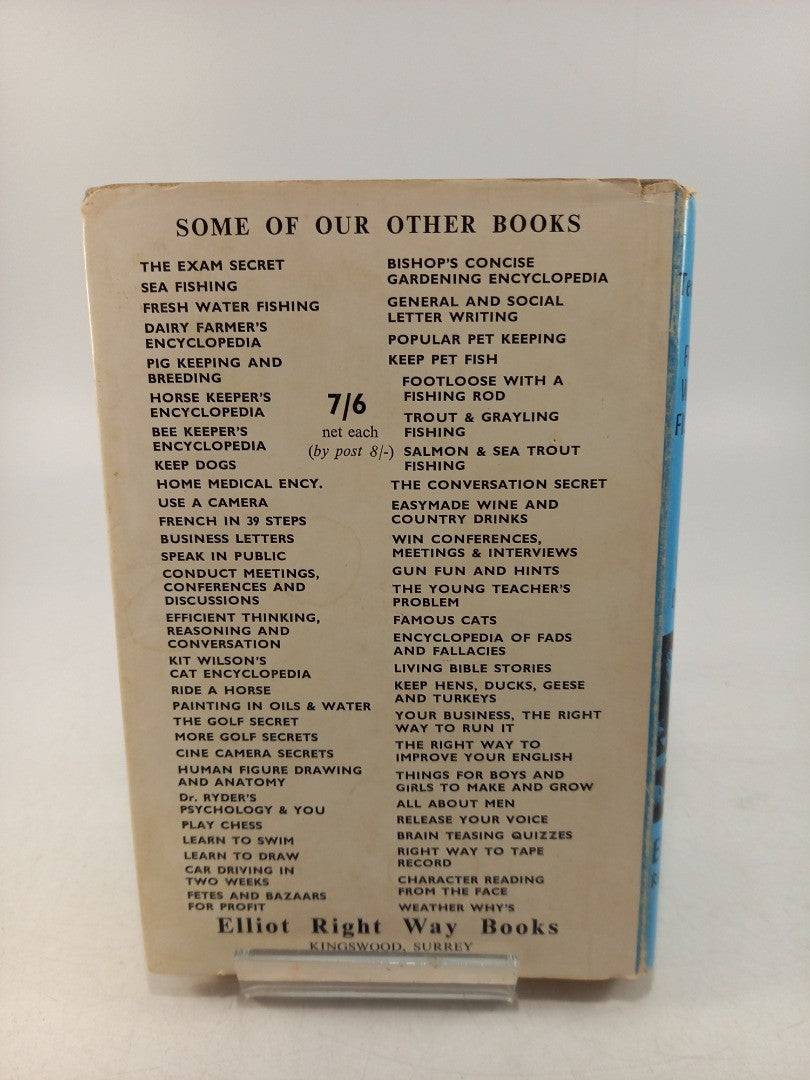 SOME OF OUR OTHER BOOKS
THE EXAM SECRET
SEA FISHING
FRESH WATER FISHING
DAIRY FARMER'S
ENCYCLOPEDIA
PIG KEEPING AND
BREEDING
HORSE KEEPER'S
ENCYCLOPEDIA
BEE KEEPER'S
ENCYCLOPEDIA
KEEP DOGS
HOME MEDICAL ENCY.
USE A CAMERA
FRENCH IN 39 STEPS
BUSINESS LETTERS
SPEAK IN PUBLIC
CONDUCT MEETINGS,
CONFERENCES AND
DISCUSSIONS
EFFICIENT THINKING,
REASONING AND
CONVERSATION
KIT WILSON'S
CAT ENCYCLOPEDIA
RIDE A HORSE
PAINTING IN OILS & WATER
THE GOLF SECRET
MORE GOLF SECRETS
CINE CAMERA SECRETS
HUMAN FIGURE DRAWING
AND ANATOMY
Dr. RYDER'S
PSYCHOLOGY & YOU
PLAY CHESS
LEARN TO SWIM
LEARN TO DRAW
CAR DRIVING IN
TWO WEEKS
FETES AND BAZAARS
FOR PROFIT
7/6
net each
(by post 8/-)
BISHOP'S CONCISE
GARDENING ENCYCLOPEDIA
GENERAL AND SOCIAL
LETTER WRITING
POPULAR PET KEEPING
KEEP PET FISH
FOOTLOOSE WITH A
FISHING ROD
TROUT & GRAYLING
FISHING
SALMON & SEA TROUT
FISHING
THE CONVERSATION SECRET
EASYMADE WINE AND
COUNTRY DRINKS
WIN CONFERENCES,
MEETINGS & INTERVIEWS
GUN FUN AND HINTS
THE YOUNG TEACHER'S
PROBLEM
FAMOUS CATS
ENCYCLOPEDIA OF FADS
AND FALLACIES
LIVING BIBLE STORIES
KEEP HENS, DUCKS, GEESE
AND TURKEYS
YOUR BUSINESS, THE RIGHT
WAY TO RUN IT
THE RIGHT WAY TO
IMPROVE YOUR ENGLISH
THINGS FOR BOYS AND
GIRLS TO MAKE AND GROW
ALL ABOUT MEN
RELEASE YOUR VOICE
BRAIN TEASING QUIZZES
RIGHT WAY TO TAPE
RECORD
CHARACTER READING
FROM THE FACE
WEATHER WHY'S
Elliot Right Way Books
KINGSWOOD, SURREY